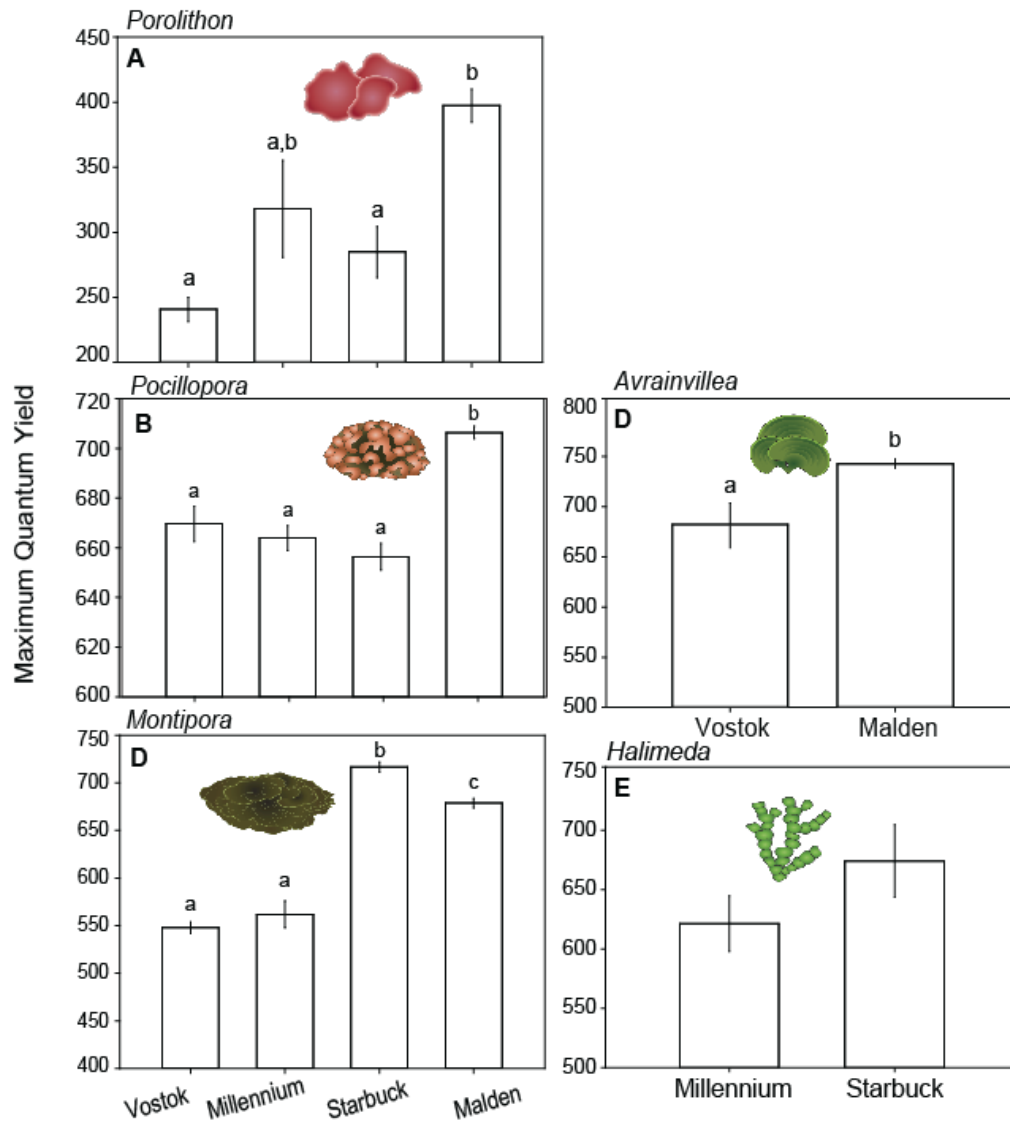 Porolithon
A
450
400
350
300
250
200
a
a,b
a
b
Maximum Quantum Yield
Pocillopora
B
720
700
680
660
640
620
600
a
a
a
b
Montipora
D
750
700
650
600
550
500
450
400
a
a
b
c
Vostok
Millennium
Starbuck
Malden
Avrainvillea
D
800
750
700
650
600
550
500
a
b
Vostok
Malden
Halimeda
E
750
700
650
600
550
500
Millennium
Starbuck